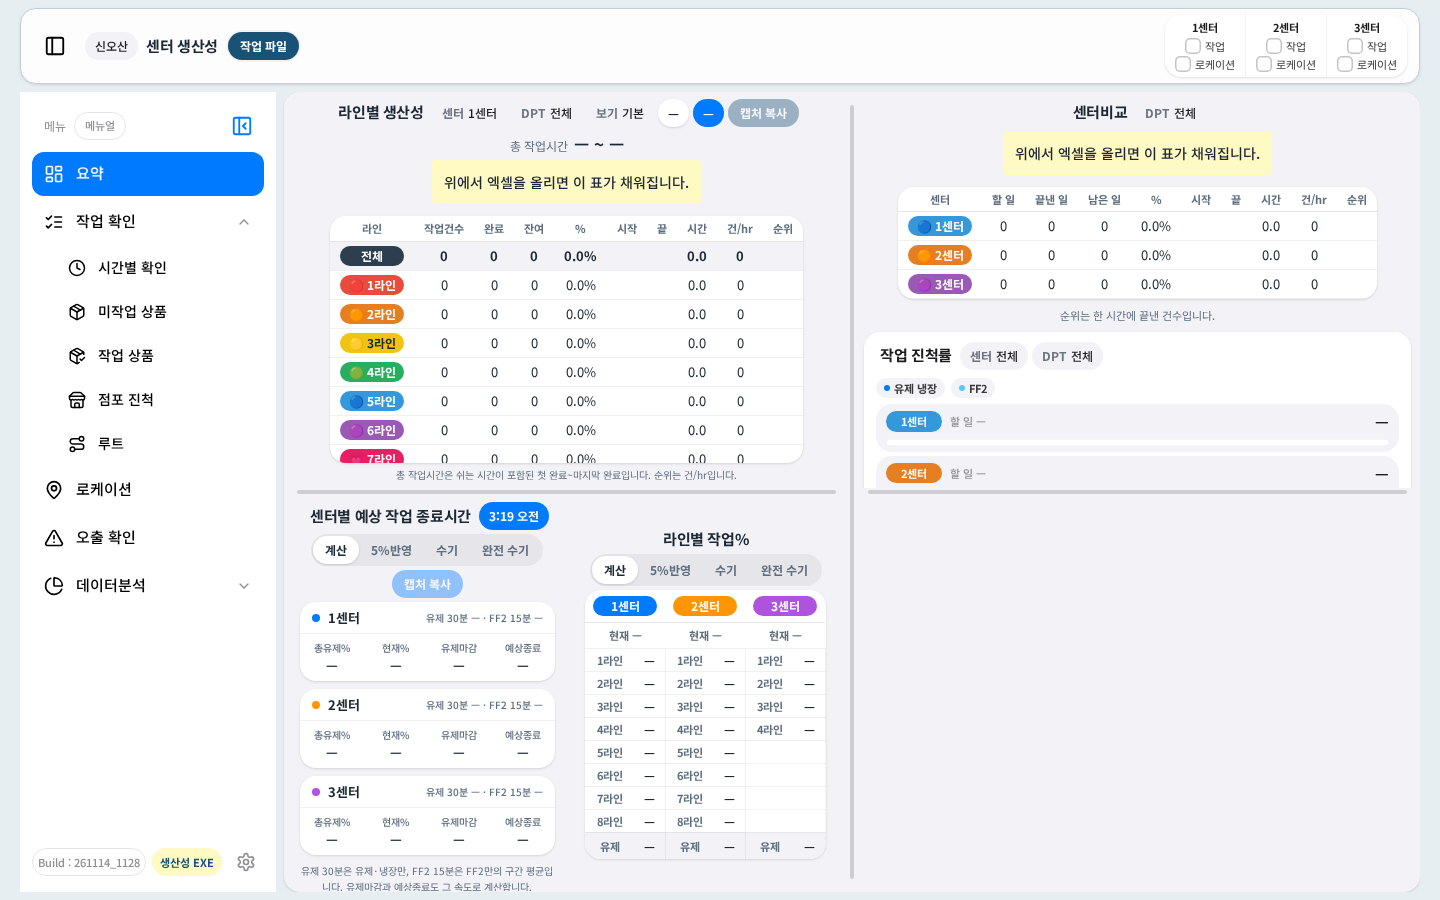 신오산 센터 생산성 작업 파일
1센터 2센터 3센터
작업 작업 작업
로케이션 로케이션 로케이션
메뉴 메뉴얼
요약
작업 확인
시간별 확인
미작업 상품
작업 상품
점포 진척
루트
로케이션
오출 확인
데이터분석
Build : 261114_1128 생산성 EXE
라인별 생산성 센터 1센터 DPT 전체 보기 기본 — —캡처 복사
총 작업시간 — ~ —
위에서 엑셀을 올리면 이 표가 채워집니다.
라인 작업건수 완료 잔여 % 시작 끝 시간 건/hr 순위
전체 0 0 0 0.0% 0.0 0
1라인 0 0 0 0.0% 0.0 0
2라인 0 0 0 0.0% 0.0 0
3라인 0 0 0 0.0% 0.0 0
4라인 0 0 0 0.0% 0.0 0
5라인 0 0 0 0.0% 0.0 0
6라인 0 0 0 0.0% 0.0 0
7라인 0 0 0 0.0% 0.0 0
총 작업시간은 쉬는 시간이 포함된 첫 완료~마지막 완료입니다. 순위는 건/hr입니다.
센터별 예상 작업 종료시간 3:19 오전
계산 5%반영 수기 완전 수기
캡처 복사
1센터 유제 30분 — · FF2 15분 —
총유제% 현재% 유제마감 예상종료
— — — —
2센터 유제 30분 — · FF2 15분 —
총유제% 현재% 유제마감 예상종료
— — — —
3센터 유제 30분 — · FF2 15분 —
총유제% 현재% 유제마감 예상종료
— — — —
유제 30분은 유제·냉장만, FF2 15분은 FF2만의 구간 평균입
니다. 유제마감과 예상종료도 그 속도로 계산합니다.
라인별 작업%
계산 5%반영 수기 완전 수기
1센터 2센터 3센터
현재 — 현재 — 현재 —
1라인 — 1라인 — 1라인 —
2라인 — 2라인 — 2라인 —
3라인 — 3라인 — 3라인 —
4라인 — 4라인 — 4라인 —
5라인 — 5라인 —
6라인 — 6라인 —
7라인 — 7라인 —
8라인 — 8라인 —
유제 — 유제 — 유제 —
센터비교 DPT 전체
위에서 엑셀을 올리면 이 표가 채워집니다.
센터 할 일 끝낸 일 남은 일 % 시작 끝 시간 건/hr 순위
1센터 0 0 0 0.0% 0.0 0
2센터 0 0 0 0.0% 0.0 0
3센터 0 0 0 0.0% 0.0 0
순위는 한 시간에 끝낸 건수입니다.
작업 진척률 센터 전체 DPT 전체
유제 냉장 FF2
1센터 할 일 — —
2센터 할 일 — —